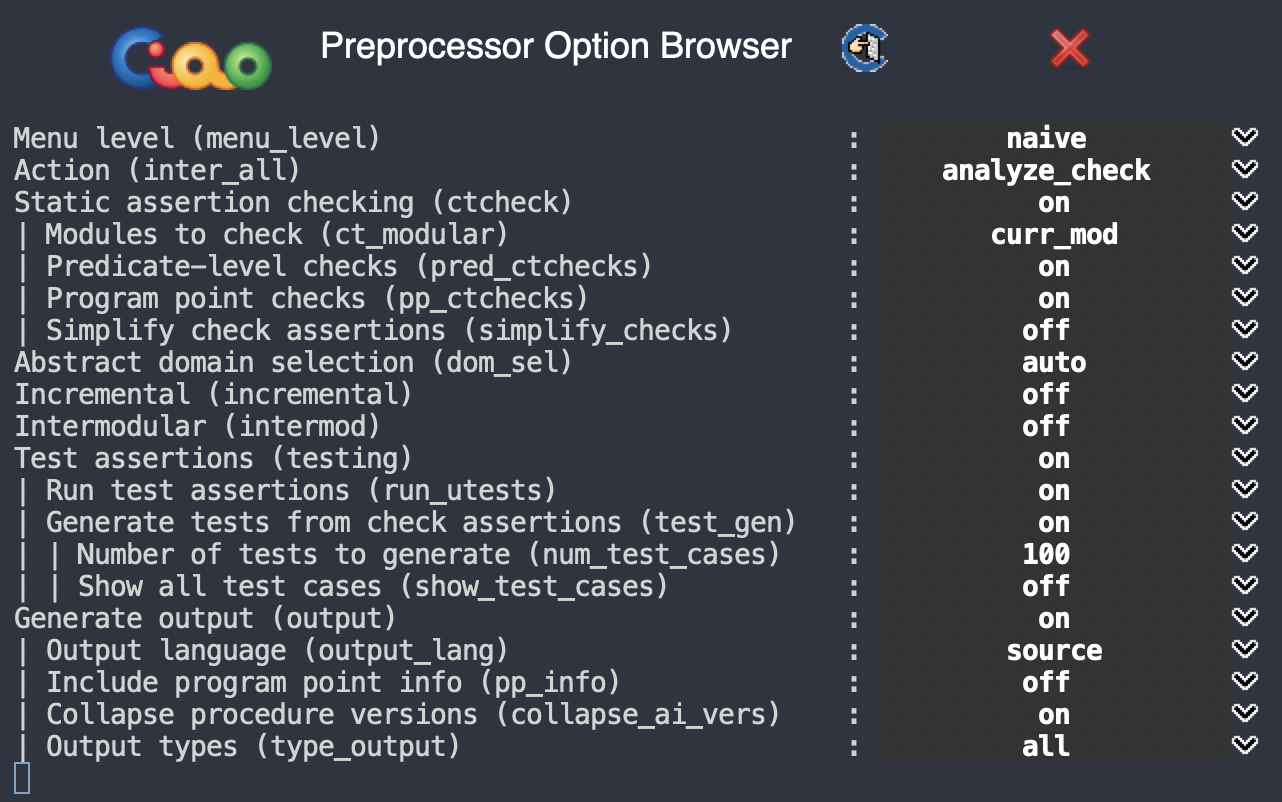 Ciao Preprocessor Option Browser
Menu level (menu_level) : naive
Action (inter_all) : analyze_check
Static assertion checking (ctcheck) : on
| Modules to check (ct_modular) : curr_mod
| Predicate-level checks (pred_ctchecks) : on
| Program point checks (pp_ctchecks) : on
| Simplify check assertions (simplify_checks) : off
Abstract domain selection (dom_sel) : auto
Incremental (incremental) : off
Intermodular (intermod) : off
Test assertions (testing) : on
| Run test assertions (run_utests) : on
| Generate tests from check assertions (test_gen) : on
| | Number of tests to generate (num_test_cases) : 100
| | Show all test cases (show_test_cases) : off
Generate output (output) : on
| Output language (output_lang) : source
| Include program point info (pp_info) : off
| Collapse procedure versions (collapse_ai_vers) : on
| Output types (type_output) : all